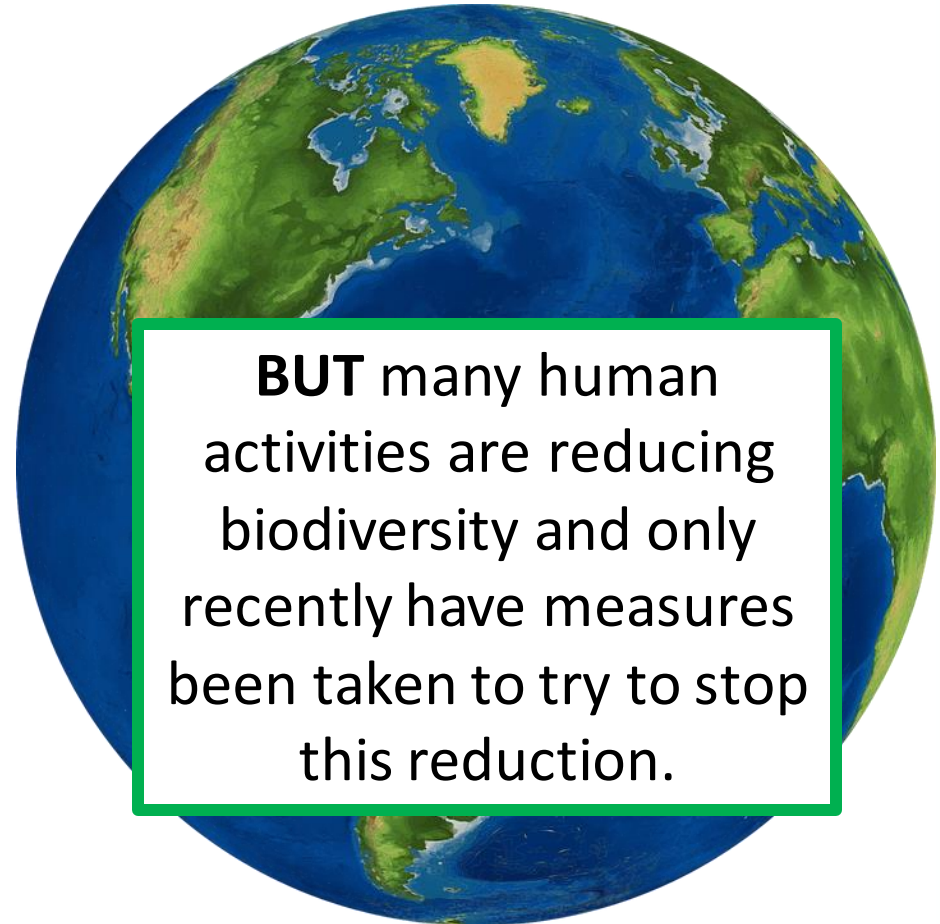 BUT many human
activities are reducing
biodiversity and only
recently have measures
been taken to try to stop
this reduction.